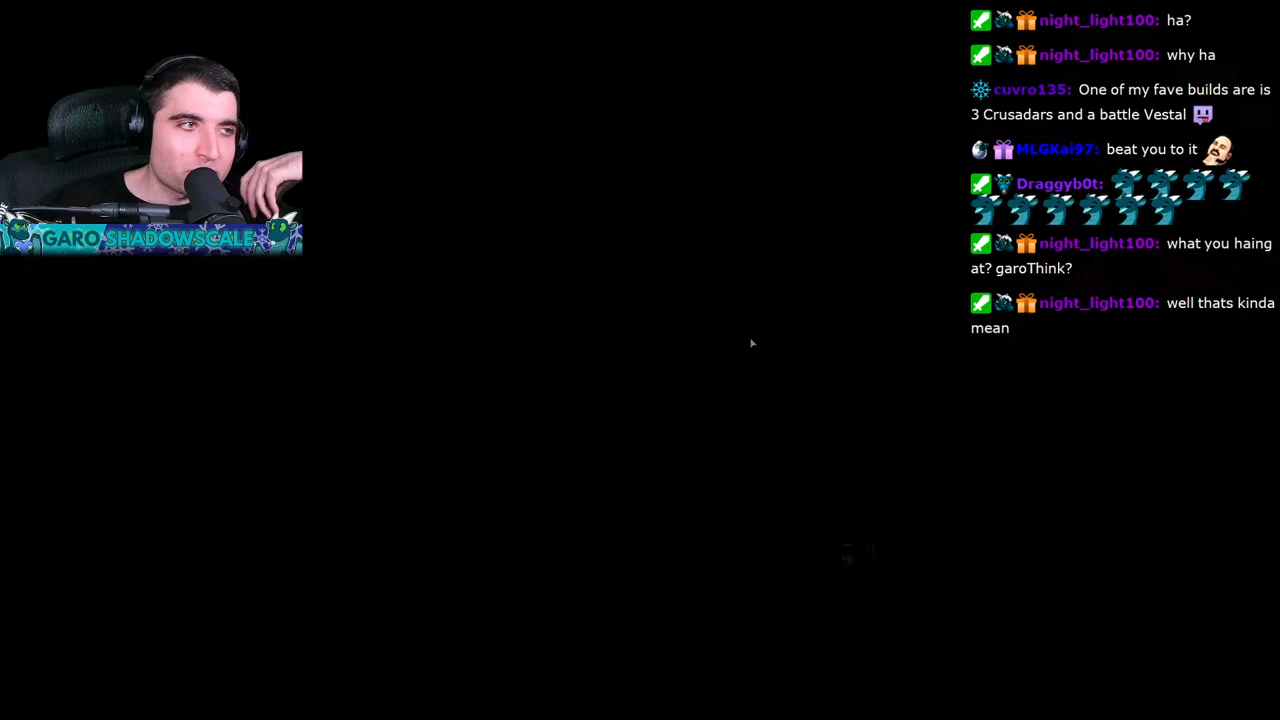 night_light100: ha?
night_light100: why ha
cuvro135: One of my fave builds are is
3 Crusadars and a battle Vestal
MLGKai97: beat you to it
Draggyb0t:
night_light100: what you haing
at? garoThink?
night_light100: well thats kinda
mean
GARO SHADOWSCALE